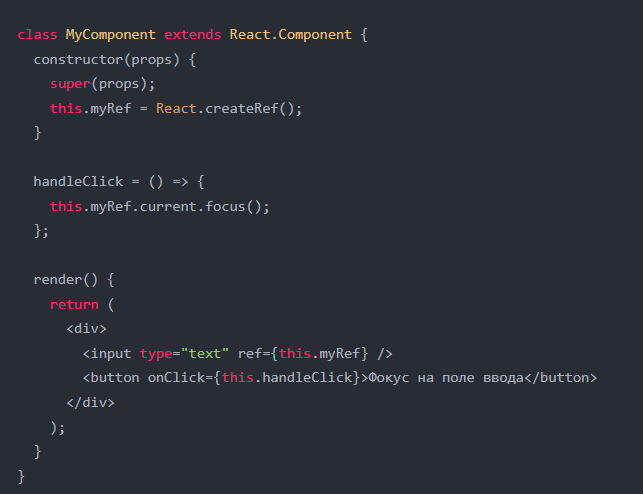 class MyComponent extends React.Component {
  constructor(props) {
    super(props);
    this.myRef = React.createRef();
  }

  handleClick = () => {
    this.myRef.current.focus();
  };

  render() {
    return (
      <div>
        <input type="text" ref={this.myRef} />
        <button onClick={this.handleClick}>Фокус на поле ввода</button>
      </div>
    );
  }
}